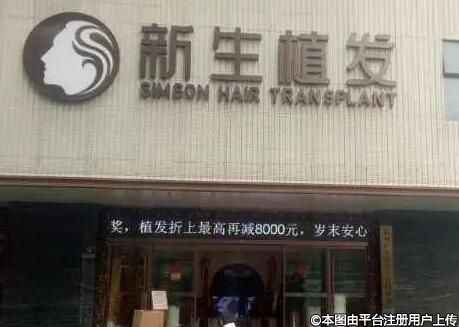 新生植发
SIMSON HAIR TRANSPLANT
奖，植发折上最高再减8000元，岁末安心
©本图由平台注册用户上传